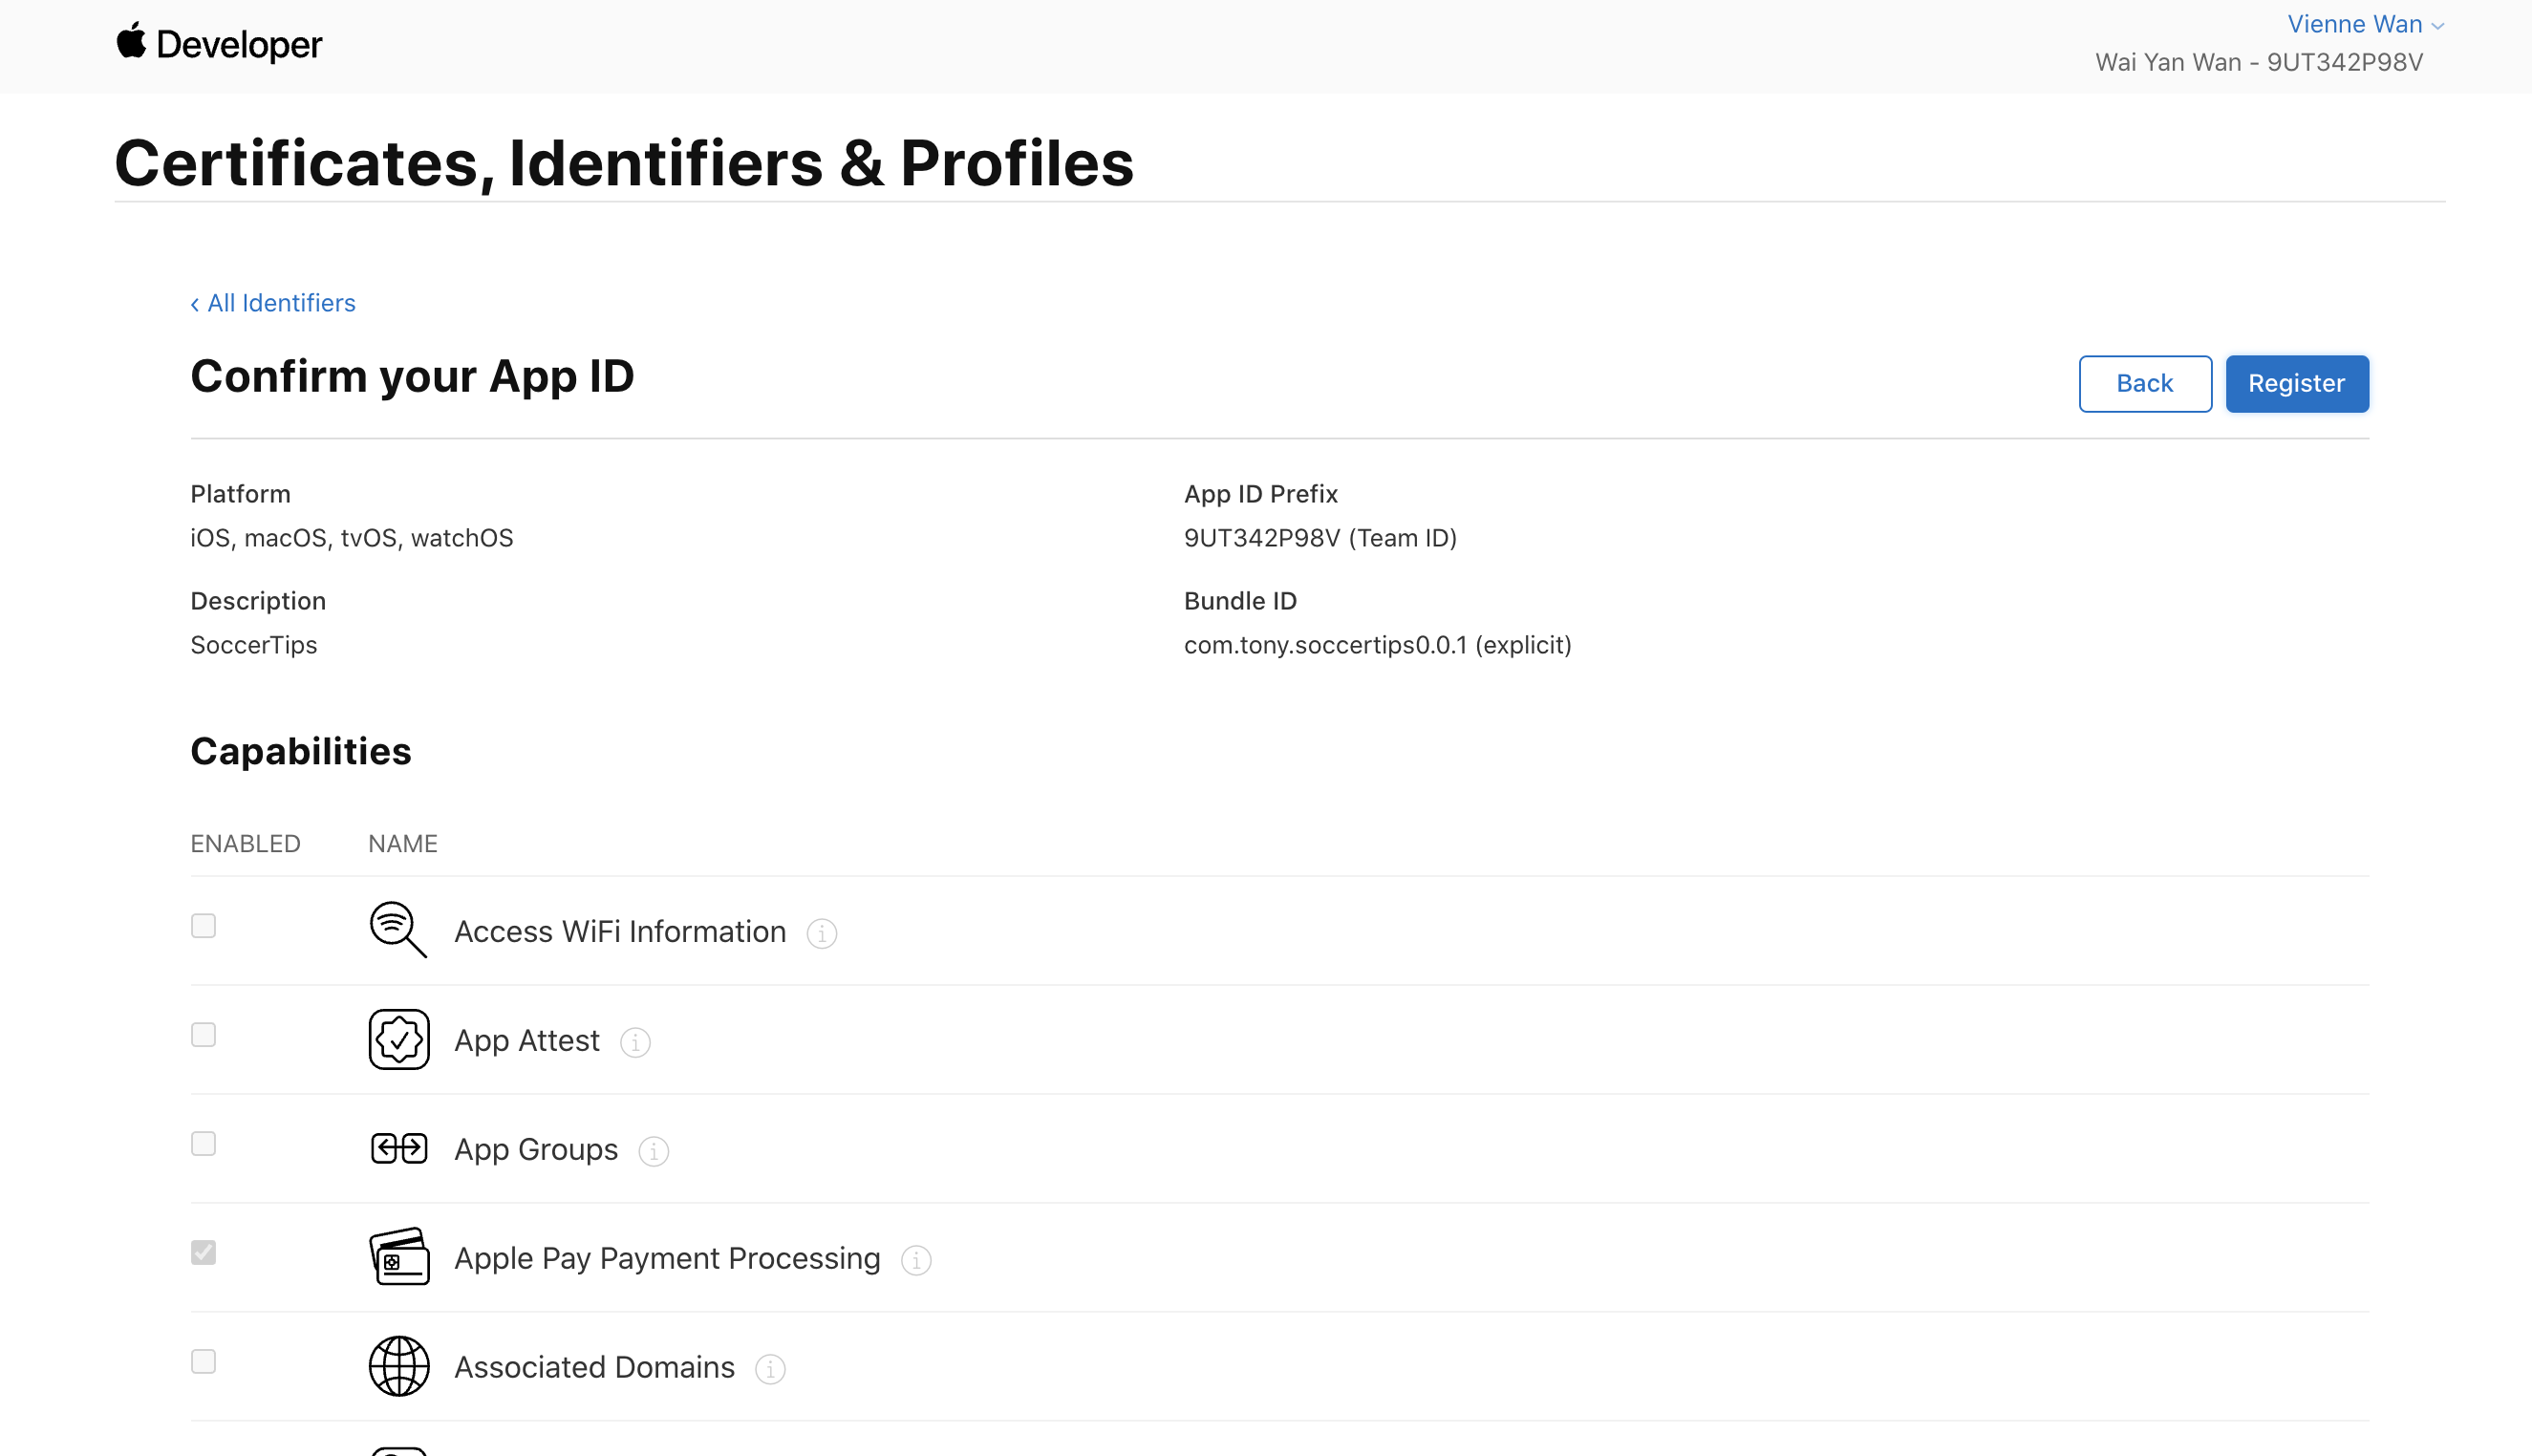 Developer
Vienne Wan
Wai Yan Wan - 9UT342P98V
Certificates, Identifiers & Profiles
‹ All Identifiers
Confirm your App ID
Back
Register
Platform
iOS, macOS, tvOS, watchOS
App ID Prefix
9UT342P98V (Team ID)
Description
SoccerTips
Bundle ID
com.tony.soccertips0.0.1 (explicit)
Capabilities
ENABLED
NAME
Access WiFi Information
App Attest
App Groups
Apple Pay Payment Processing
Associated Domains